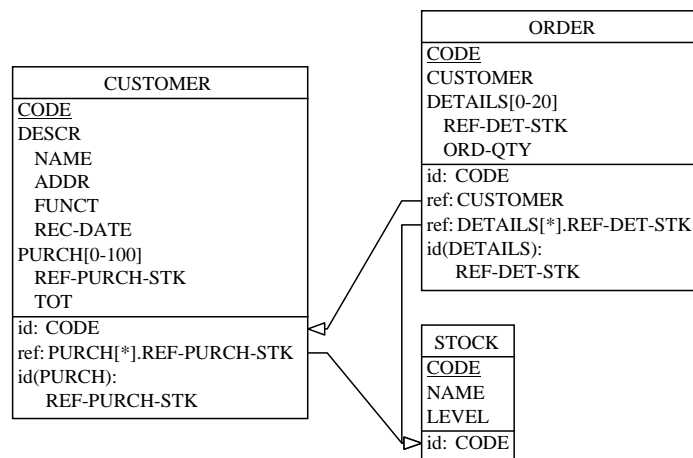 CUSTOMER
CODE
DESCR
NAME
ADDR
FUNCT
REC-DATE
PURCH[0-100]
REF-PURCH-STK
TOT
id: CODE
ref: PURCH[*].REF-PURCH-STK
id(PURCH):
REF-PURCH-STK
ORDER
CODE
CUSTOMER
DETAILS[0-20]
REF-DET-STK
ORD-QTY
id: CODE
ref: CUSTOMER
ref: DETAILS[*].REF-DET-STK
id(DETAILS):
REF-DET-STK
STOCK
CODE
NAME
LEVEL
id: CODE